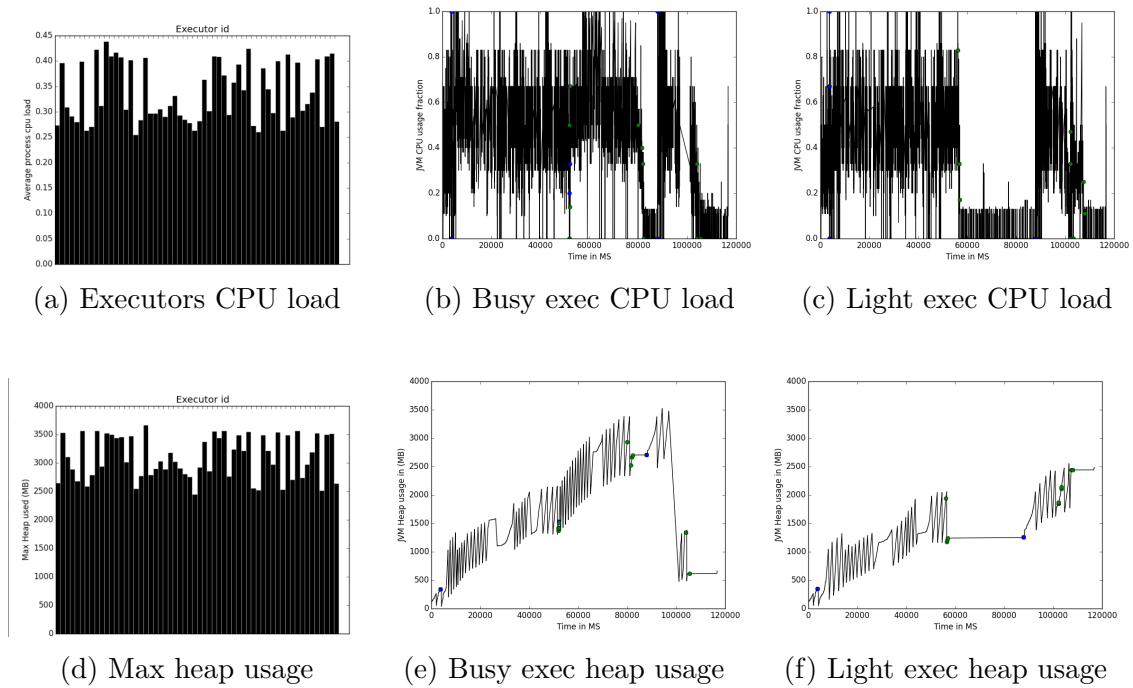 Executor id
Average process cpu load
0.45
0.40
0.35
0.30
0.25
0.20
0.15
0.10
0.05
0.00
(a) Executors CPU load
JVM CPU usage fraction
1.0
0.8
0.6
0.4
0.2
0.0
0 20000 40000 60000 80000 100000 120000
Time in MS
(b) Busy exec CPU load
JVM CPU usage fraction
1.0
0.8
0.6
0.4
0.2
0.0
0 20000 40000 60000 80000 100000 120000
Time in MS
(c) Light exec CPU load
Executor id
Max Heap used (MB)
4000
3500
3000
2500
2000
1500
1000
500
0
(d) Max heap usage
JVM Heap usage in (MB)
4000
3500
3000
2500
2000
1500
1000
500
0
0 20000 40000 60000 80000 100000 120000
Time in MS
(e) Busy exec heap usage
JVM Heap usage in (MB)
4000
3500
3000
2500
2000
1500
1000
500
0
0 20000 40000 60000 80000 100000 120000
Time in MS
(f) Light exec heap usage